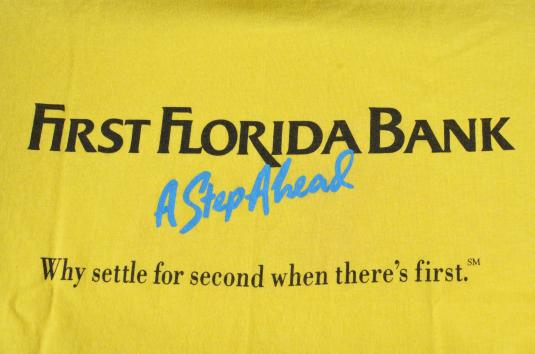 FIRST FLORIDA BANK
A Step Ahead
Why settle for second when there's first.℠